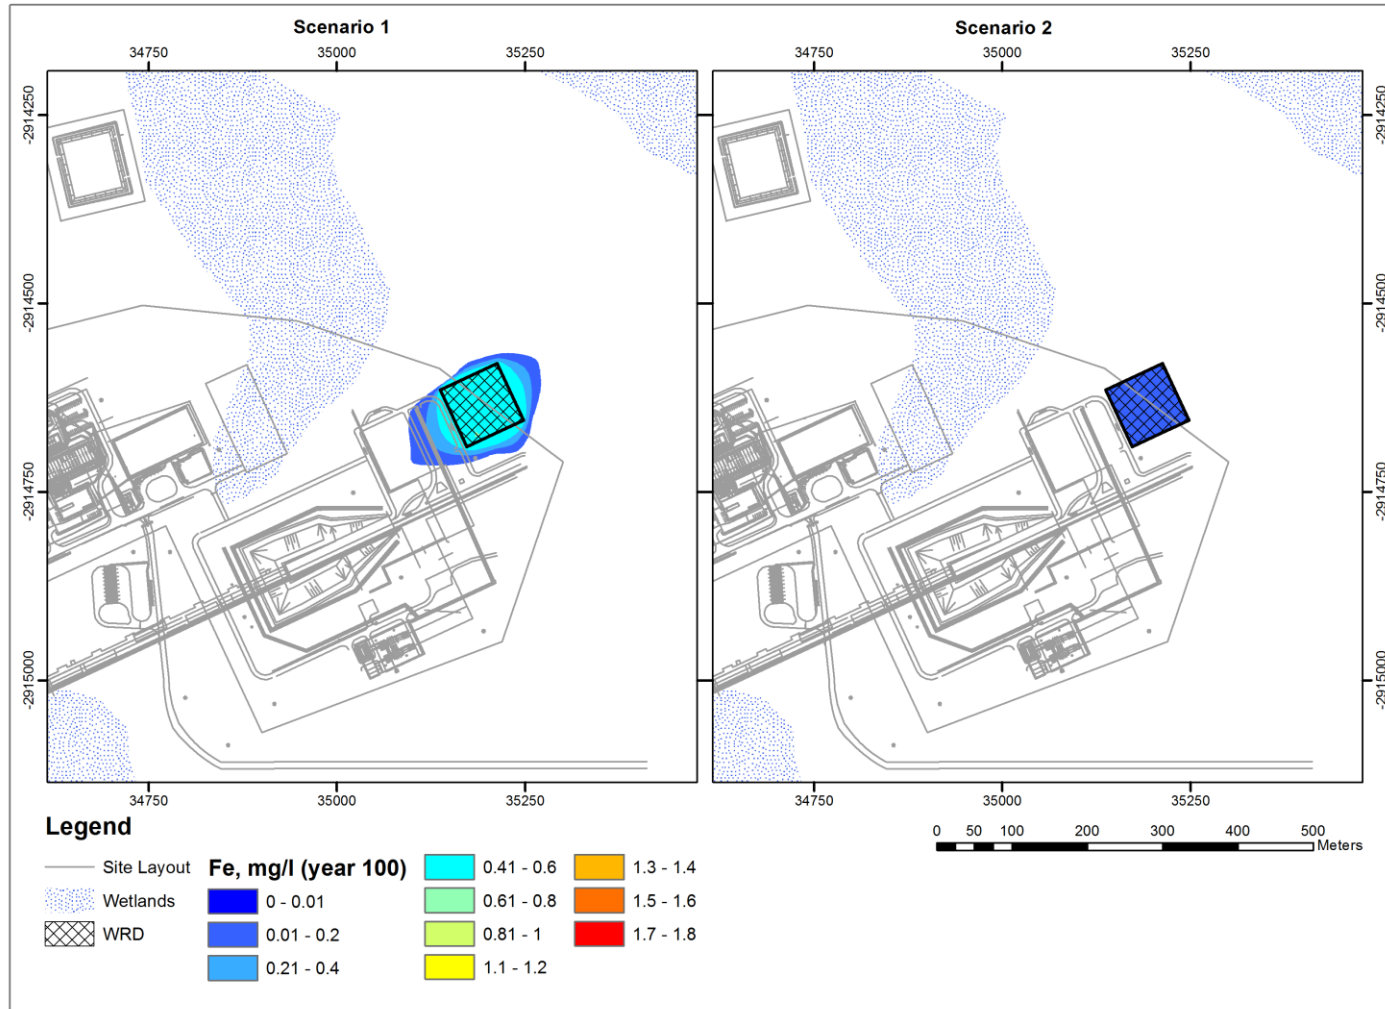 Scenario 1
Scenario 2
34750 35000 35250
34750 35000 35250
-2914250
-2914500
-2914750
-2915000
-2914250
-2914500
-2914750
-2915000
34750 35000 35250
34750 35000 35250
Legend
Site Layout
Wetlands
WRD
Fe, mg/l (year 100)
0 - 0.01
0.01 - 0.2
0.21 - 0.4
0.41 - 0.6
0.61 - 0.8
0.81 - 1
1.1 - 1.2
1.3 - 1.4
1.5 - 1.6
1.7 - 1.8
0 50 100 200 300 400 500
Meters